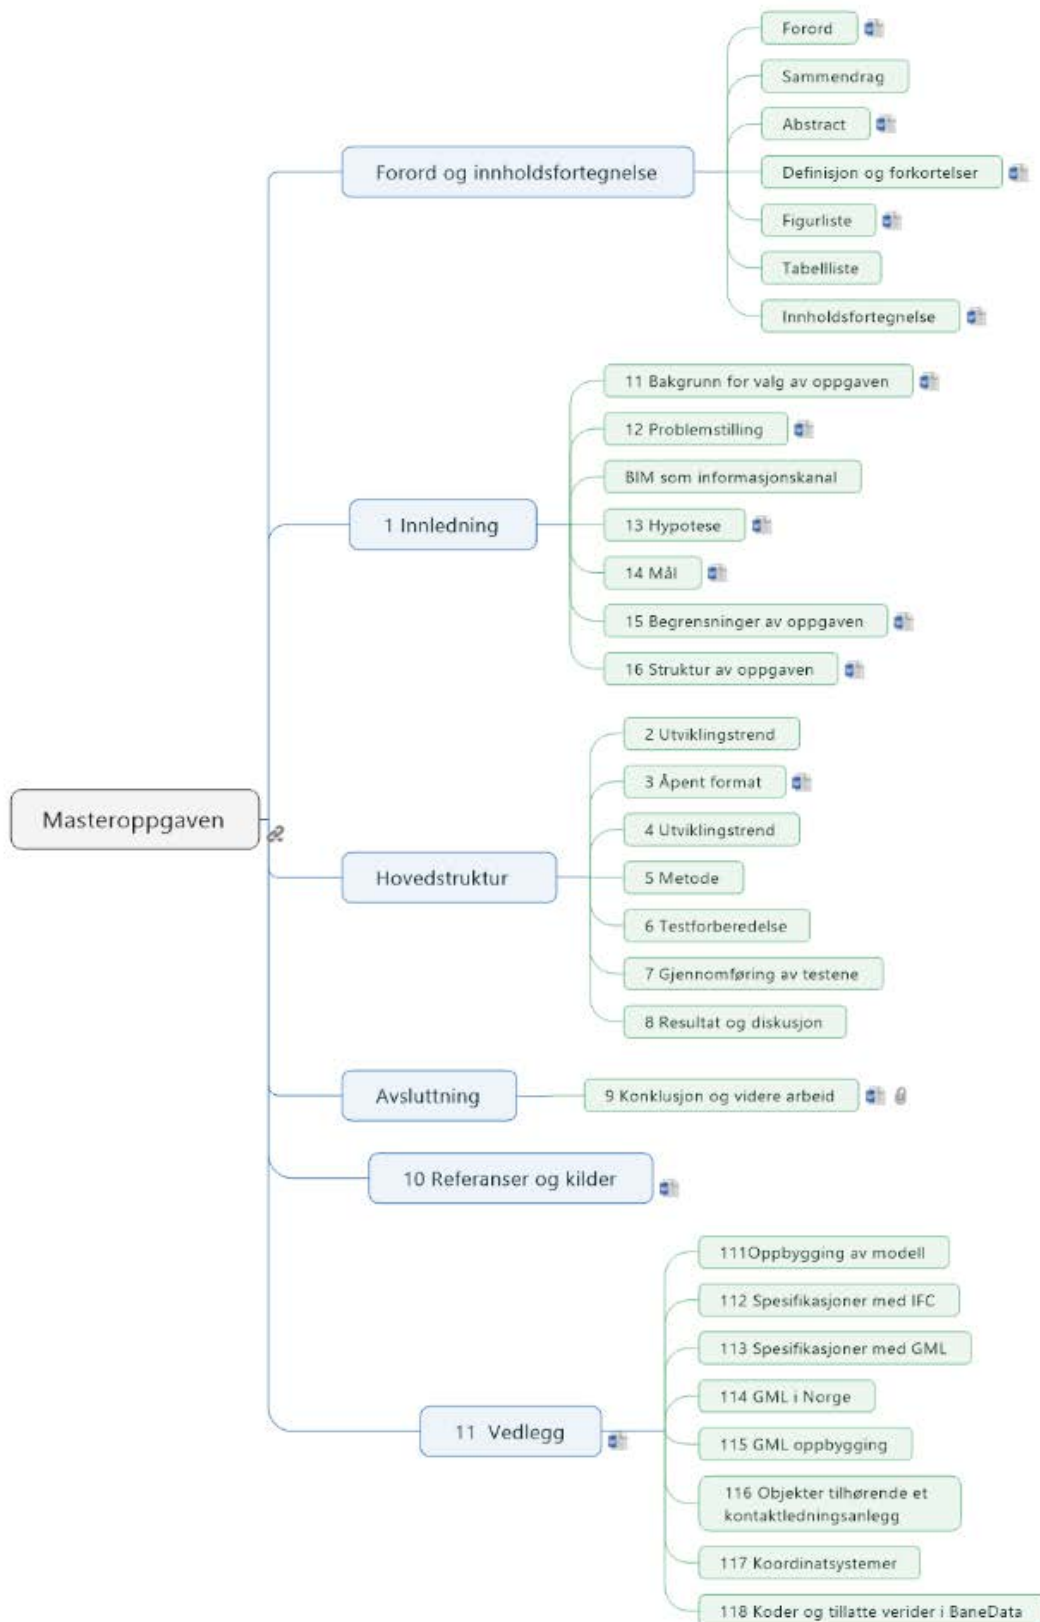 Masteroppgaven
Forord og innholdsfortegnelse
Forord
Sammendrag
Abstract
Definisjon og forkortelser
Figurliste
Tabellliste
Innholdsfortegnelse
1 Innledning
11 Bakgrunn for valg av oppgaven
12 Problemstilling
BIM som informasjonskanal
13 Hypotese
14 Mål
15 Begrensninger av oppgaven
16 Struktur av oppgaven
Hovedstruktur
2 Utviklingstrend
3 Åpent format
4 Utviklingstrend
5 Metode
6 Testforberedelse
7 Gjennomføring av testene
8 Resultat og diskusjon
Avsluttning
9 Konklusjon og videre arbeid
10 Referanser og kilder
11 Vedlegg
111Oppbygging av modell
112 Spesifikasjoner med IFC
113 Spesifikasjoner med GML
114 GML i Norge
115 GML oppbygging
116 Objekter tilhørende et
kontaktledningsanlegg
117 Koordinatsystemer
118 Koder og tillatte verider i BaneData